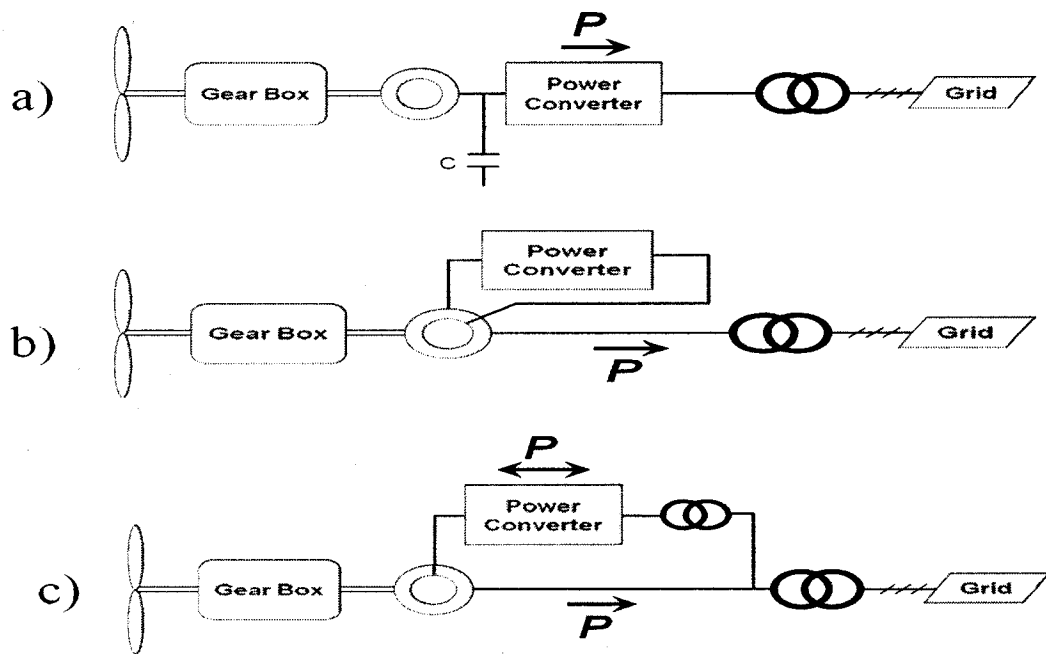 P
a)
Gear Box
Power
Converter
Grid
C
Power
Converter
b)
Gear Box
P
Grid
P
Power
Converter
c)
Gear Box
P
Grid